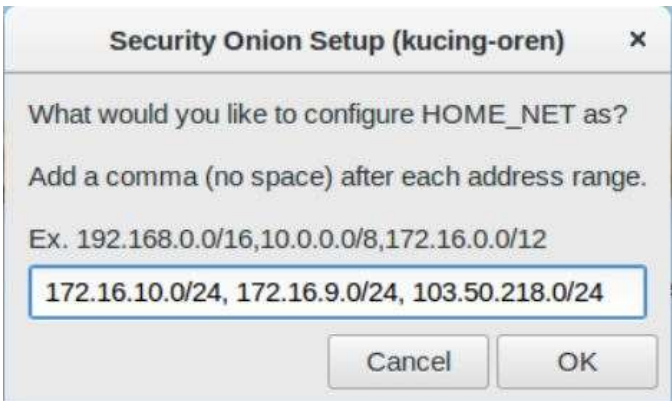 Security Onion Setup (kucing-oren) ×
What would you like to configure HOME_NET as?
Add a comma (no space) after each address range.
Ex. 192.168.0.0/16,10.0.0.0/8,172.16.0.0/12
172.16.10.0/24, 172.16.9.0/24, 103.50.218.0/24
Cancel OK